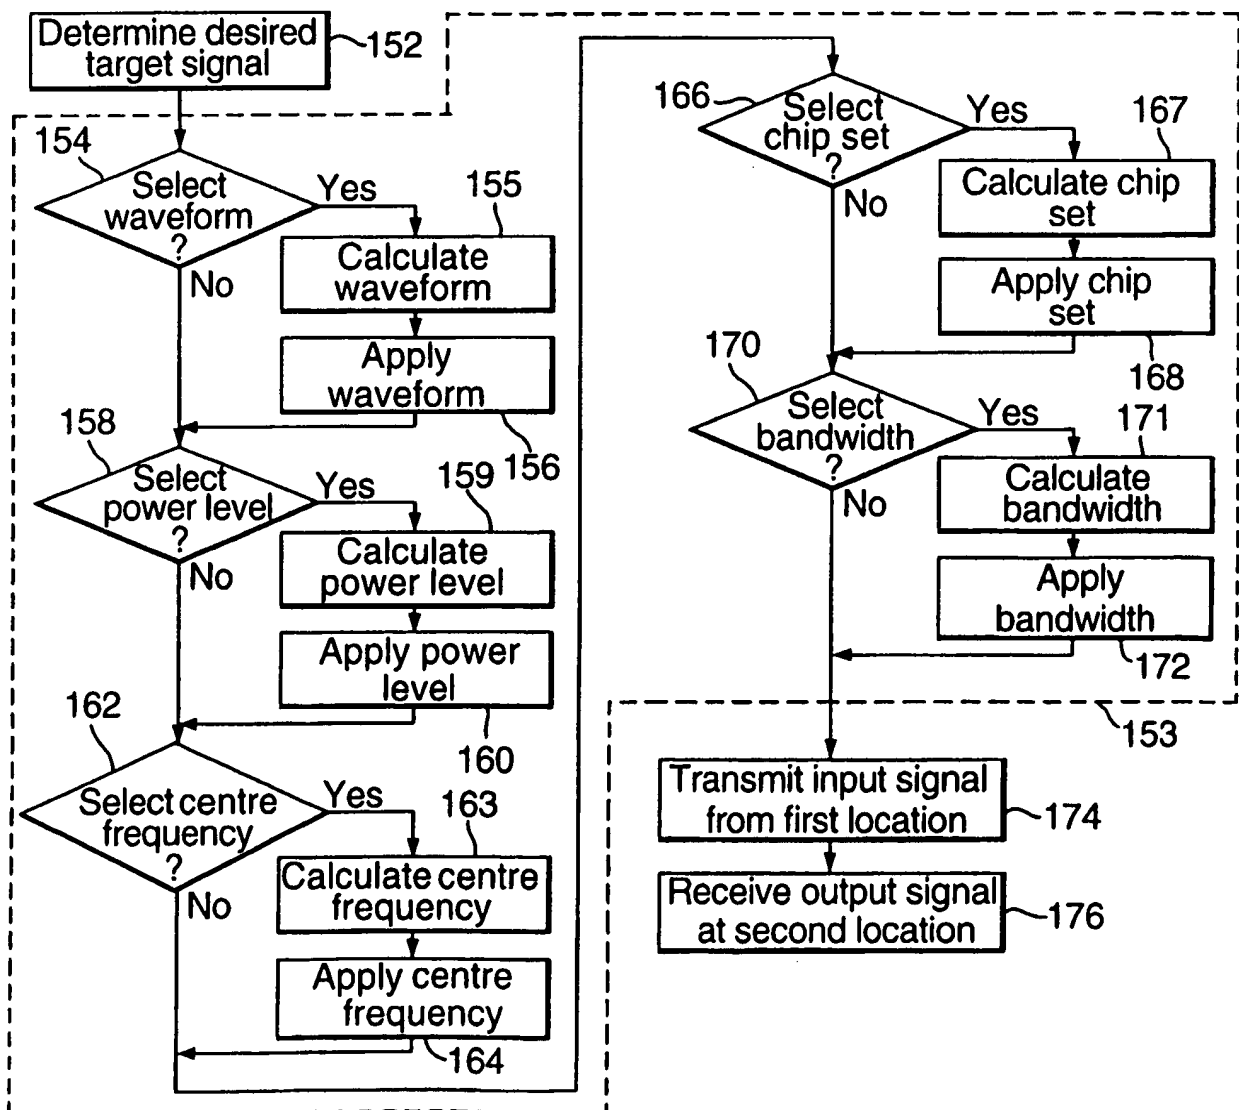 Determine desired
target signal
152
154
Select
waveform
?
Yes
No
155
Calculate
waveform
Apply
waveform
156
158
Select
power level
?
Yes
No
159
Calculate
power level
Apply power
level
160
162
Select centre
frequency
?
Yes
No
163
Calculate centre
frequency
Apply centre
frequency
164
166
Select
chip set
?
Yes
No
167
Calculate chip
set
Apply chip
set
168
170
Select
bandwidth
?
Yes
No
171
Calculate
bandwidth
Apply
bandwidth
172
153
Transmit input signal
from first location
174
Receive output signal
at second location
176